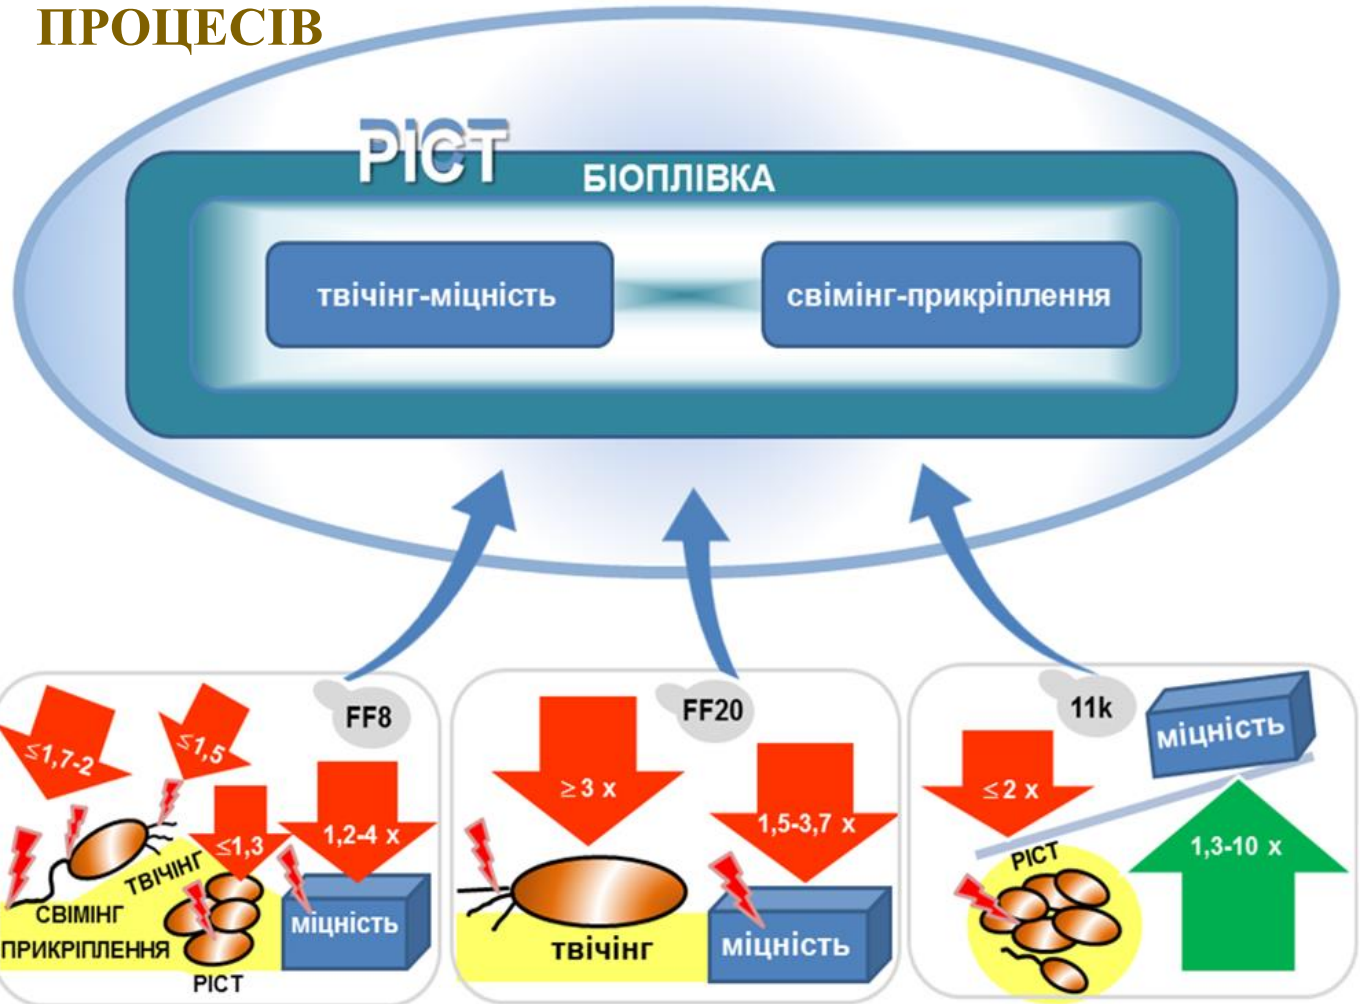 ПРОЦЕСІВ
РІСТ
БІОПЛІВКА
твічінг-міцність
свімінг-прикріплення
FF8
≤1,7-2
≤1,5
≤1,3
1,2-4 х
ТВІЧІНГ
СВІМІНГ
ПРИКРІПЛЕННЯ
РІСТ
міцність
FF20
≥ 3 х
1,5-3,7 х
твічінг
міцність
11k
міцність
≤ 2 х
1,3-10 х
РІСТ